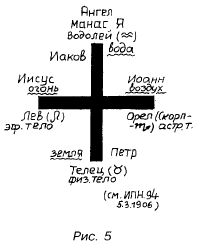 Ангел
Манас Я
Водолей (♒)
вода
Иаков
Иисус
огонь
Иоанн
воздух
Лев (♌)
эф. тело
Орел (Скорп-
♏) астр. т.
земля
Петр
Телец (♉)
физ. тело
(см. ИПН. 94
5.3.1906)
Рис. 5